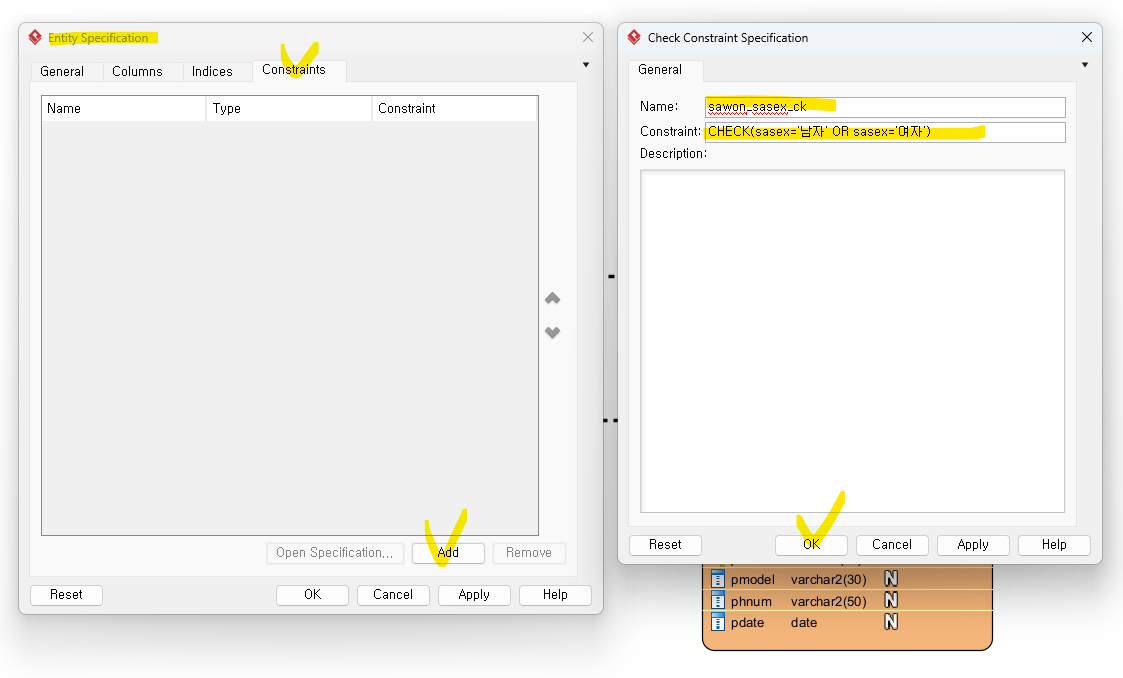 Entity Specification
General Columns Indices Constraints
Name Type Constraint
Open Specification... Add Remove
Reset OK Cancel Apply Help
Check Constraint Specification
General
Name: sawon_sasex_ck
Constraint: CHECK(sasex='남자' OR sasex='여자')
Description:
Reset OK Cancel Apply Help
pmodel varchar2(30) N
phnum varchar2(50) N
pdate date N